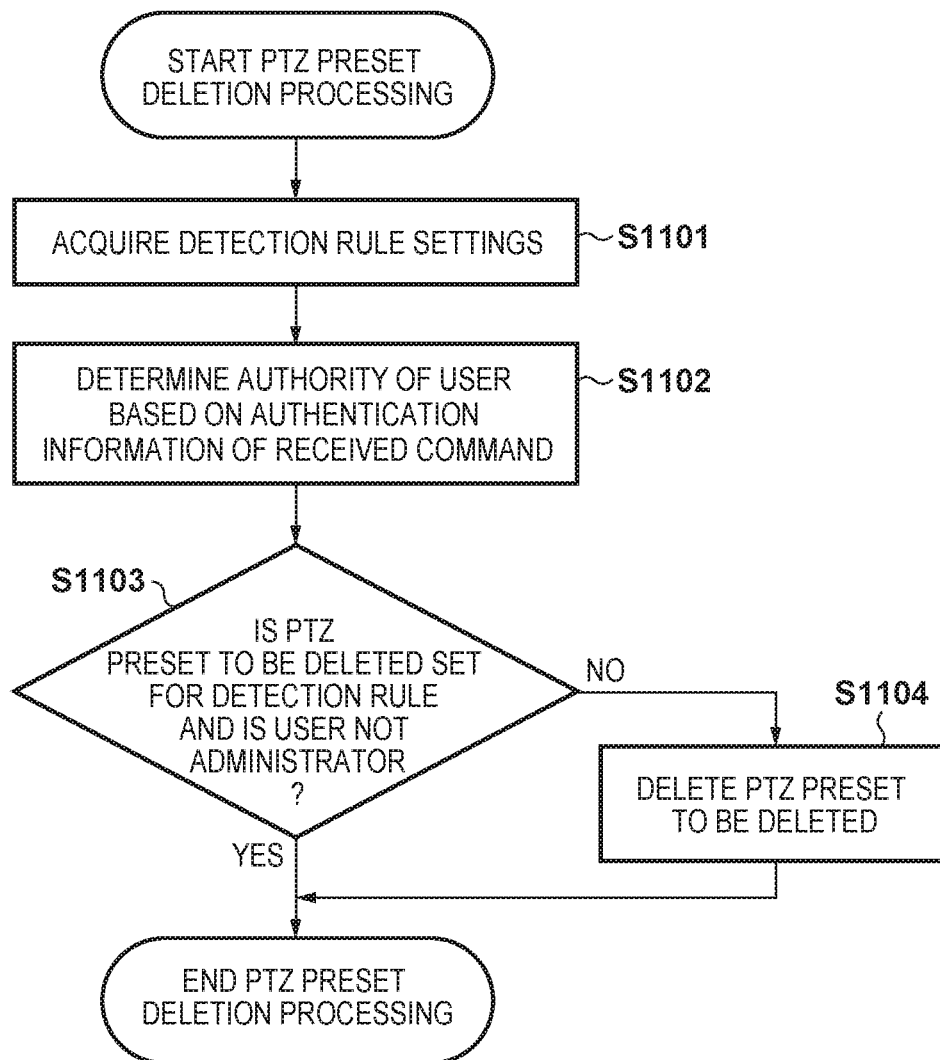 START PTZ PRESET
DELETION PROCESSING
ACQUIRE DETECTION RULE SETTINGS
S1101
DETERMINE AUTHORITY OF USER
BASED ON AUTHENTICATION
INFORMATION OF RECEIVED COMMAND
S1102
S1103
IS PTZ
PRESET TO BE DELETED SET
FOR DETECTION RULE
AND IS USER NOT
ADMINISTRATOR
?
NO
S1104
DELETE PTZ PRESET
TO BE DELETED
YES
END PTZ PRESET
DELETION PROCESSING